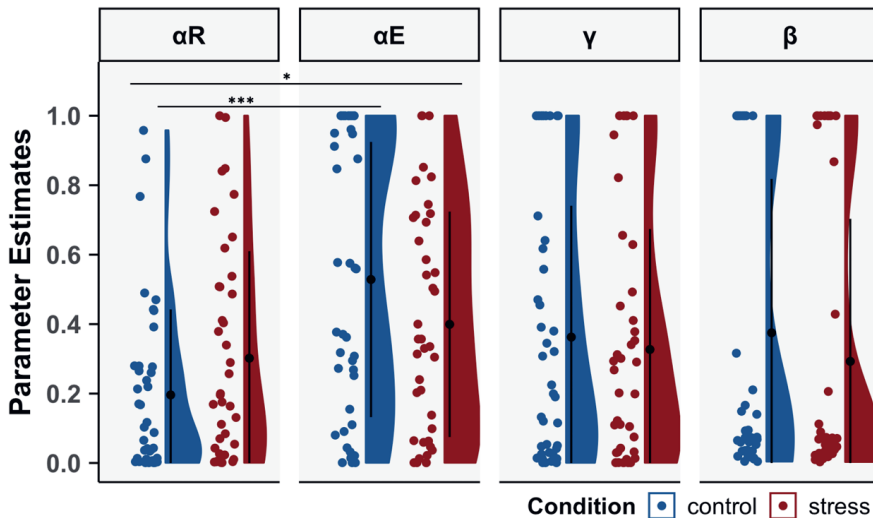 αR αE γ β
*
***
1.0
0.8
0.6
0.4
0.2
0.0
Parameter Estimates
Condition control stress